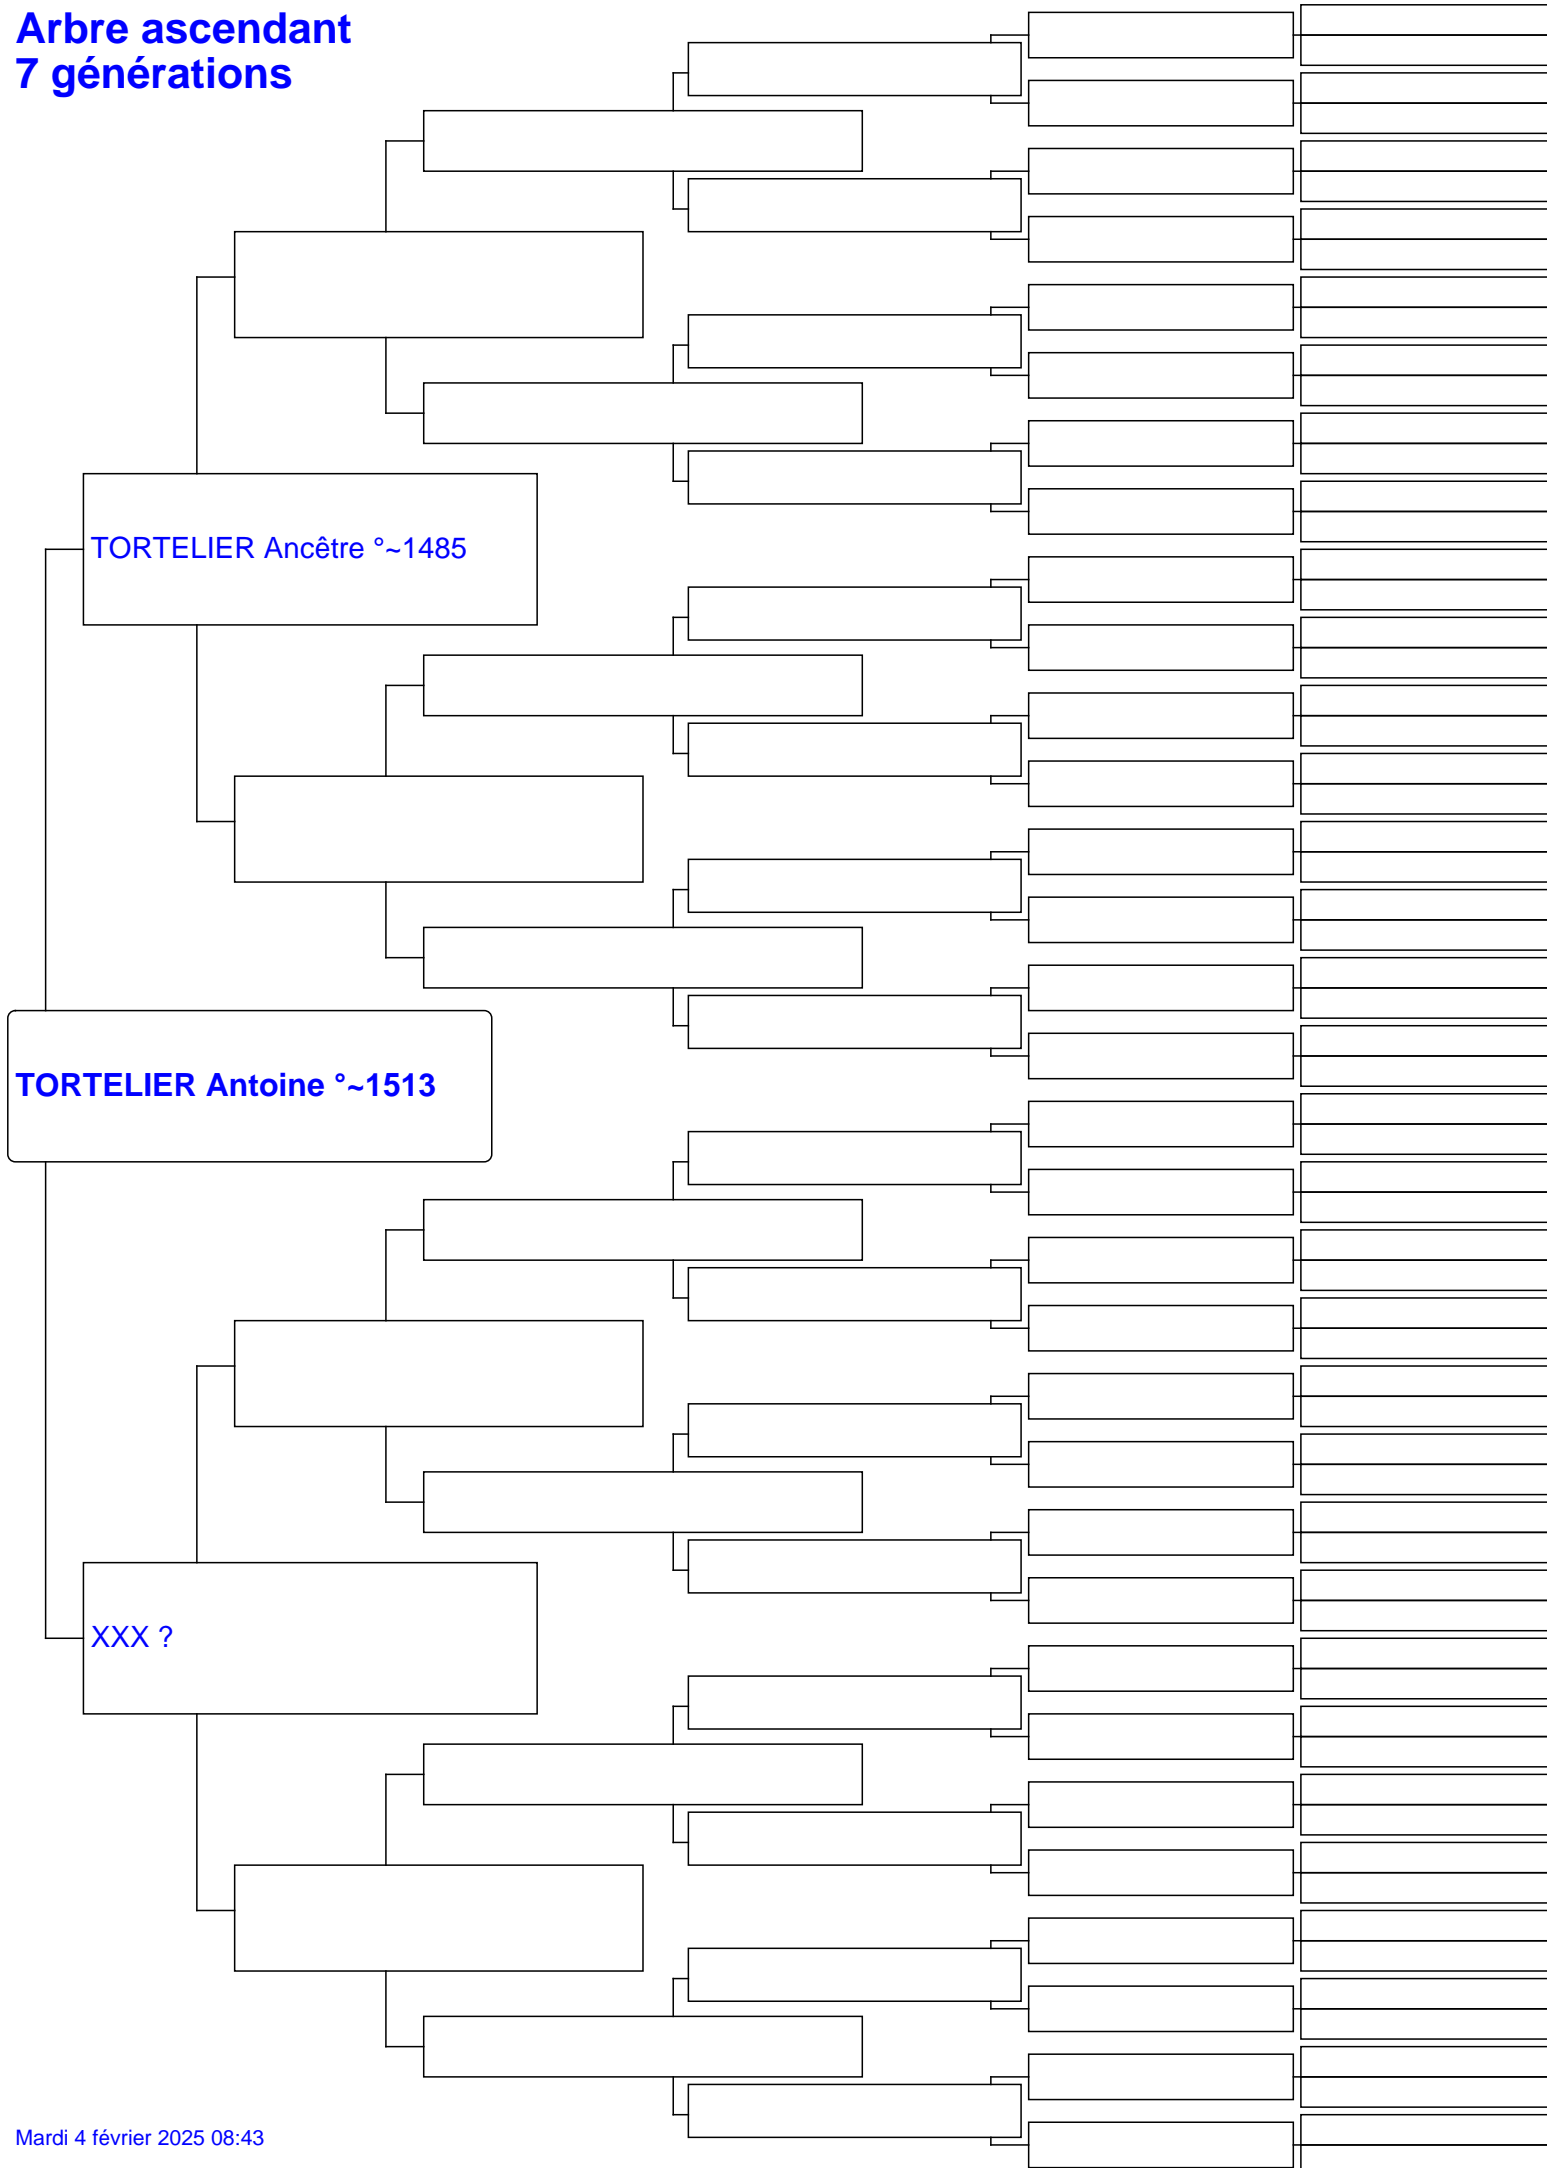 Arbre ascendant
7 générations
TORTELIER Ancêtre °~1485
TORTELIER Antoine °~1513
XXX ?
Mardi 4 février 2025 08:43